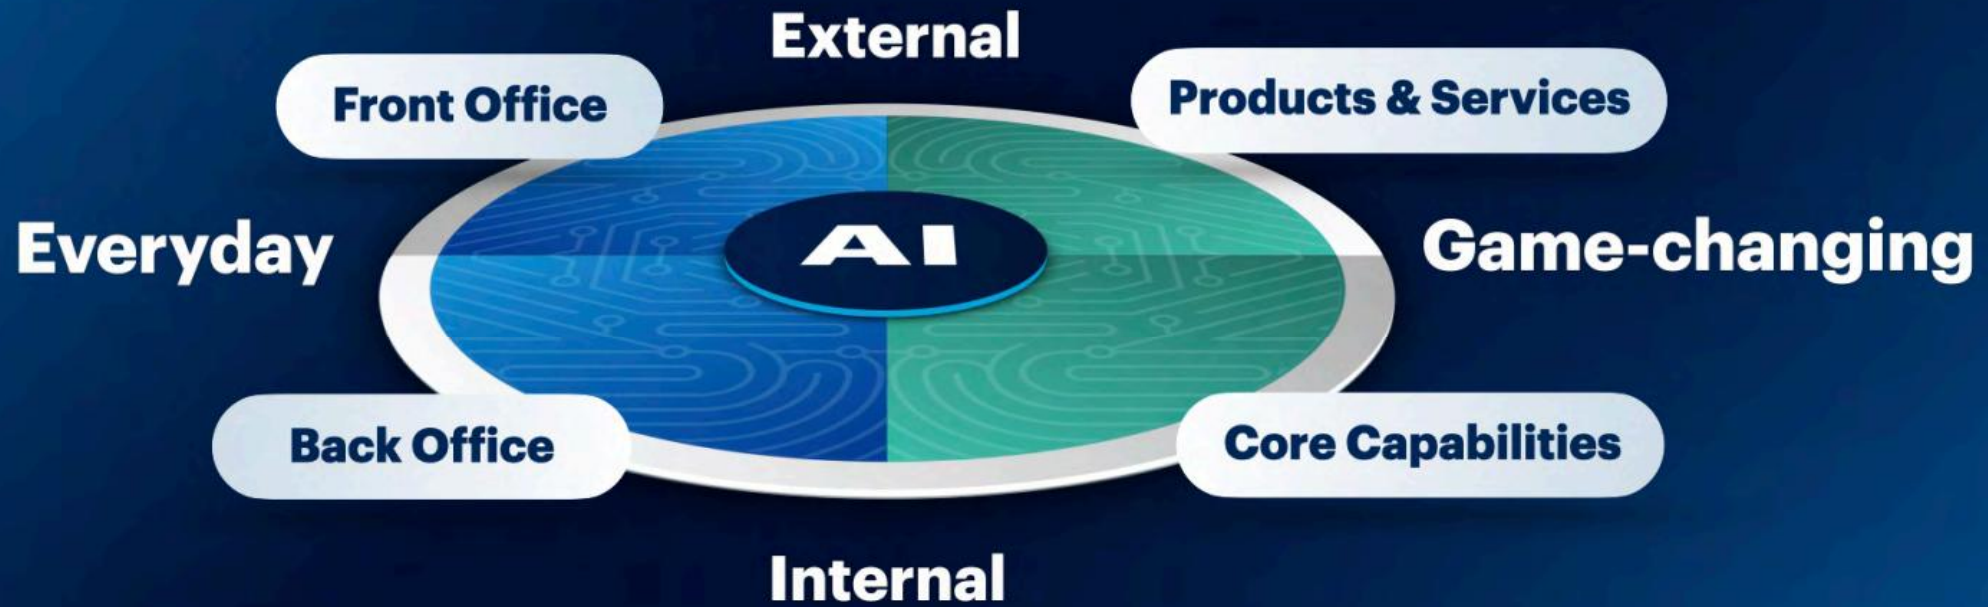 External
Front Office
Products & Services
Everyday
AI
Game-changing
Back Office
Core Capabilities
Internal